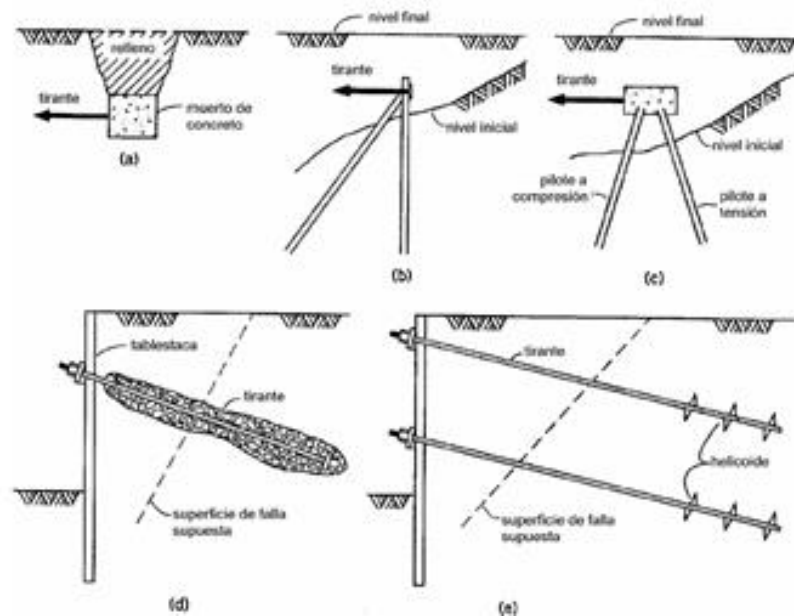 relleno
tirante
muerto de
concreto
(a)
nivel final
tirante
nivel inicial
(b)
nivel final
tirante
nivel inicial
pilote a
compresión
pilote a
tensión
(c)
tablestaca
tirante
superficie de falla
supuesta
(d)
tirante
helicoide
superficie de falla
supuesta
(e)